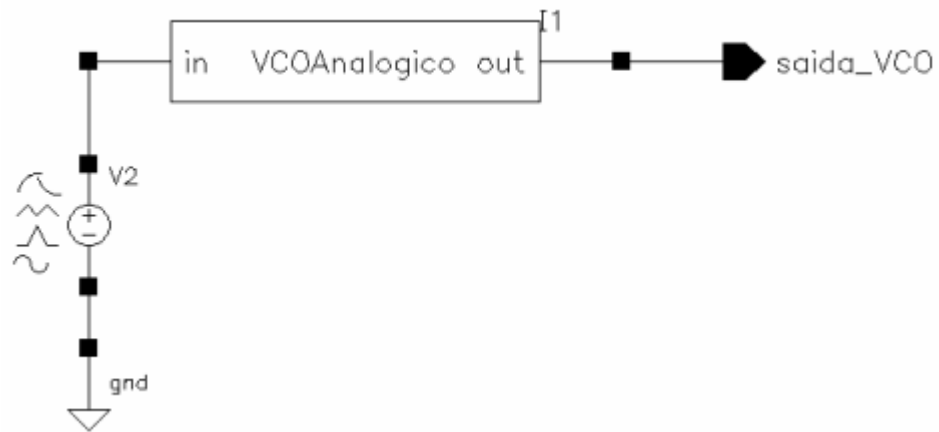 I1
in VCOAnalogico out
saida_VCO
V2
gnd